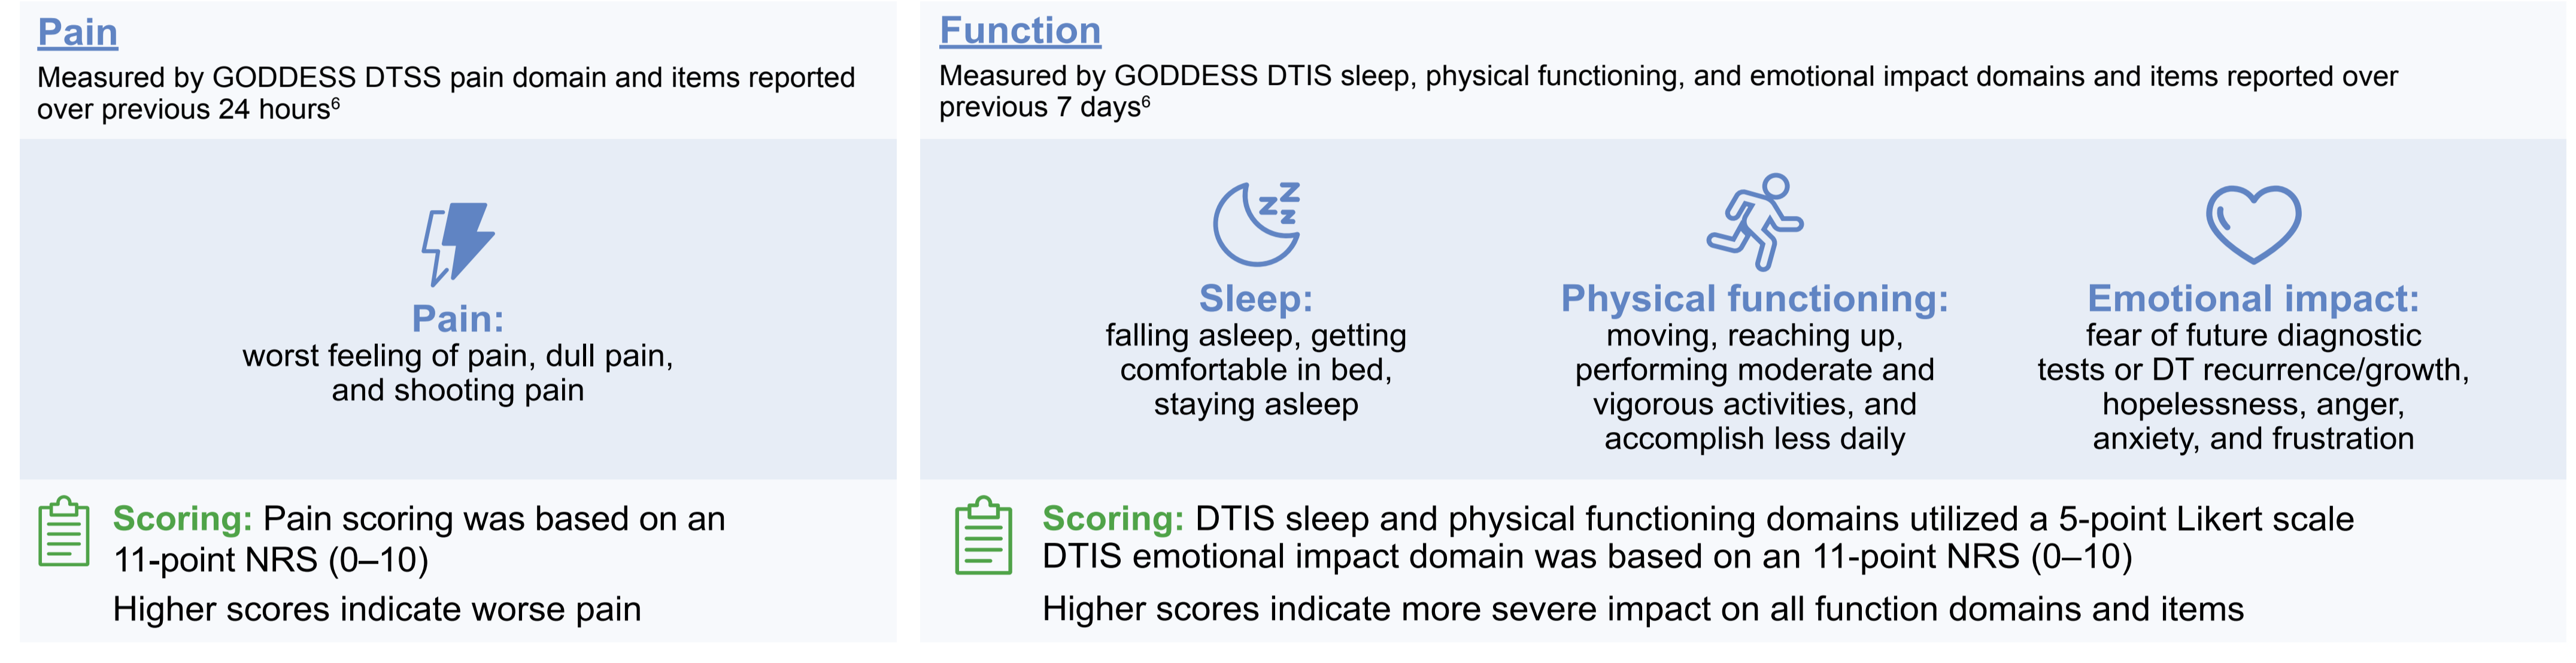 Pain
Measured by GODDESS DTSS pain domain and items reported
over previous 24 hours⁶
Pain:
worst feeling of pain, dull pain,
and shooting pain
Scoring: Pain scoring was based on an
11-point NRS (0–10)
Higher scores indicate worse pain
Function
Measured by GODDESS DTIS sleep, physical functioning, and emotional impact domains and items reported over
previous 7 days⁶
z z z
Sleep:
falling asleep, getting
comfortable in bed,
staying asleep
Physical functioning:
moving, reaching up,
performing moderate and
vigorous activities, and
accomplish less daily
Emotional impact:
fear of future diagnostic
tests or DT recurrence/growth,
hopelessness, anger,
anxiety, and frustration
Scoring: DTIS sleep and physical functioning domains utilized a 5-point Likert scale
DTIS emotional impact domain was based on an 11-point NRS (0–10)
Higher scores indicate more severe impact on all function domains and items